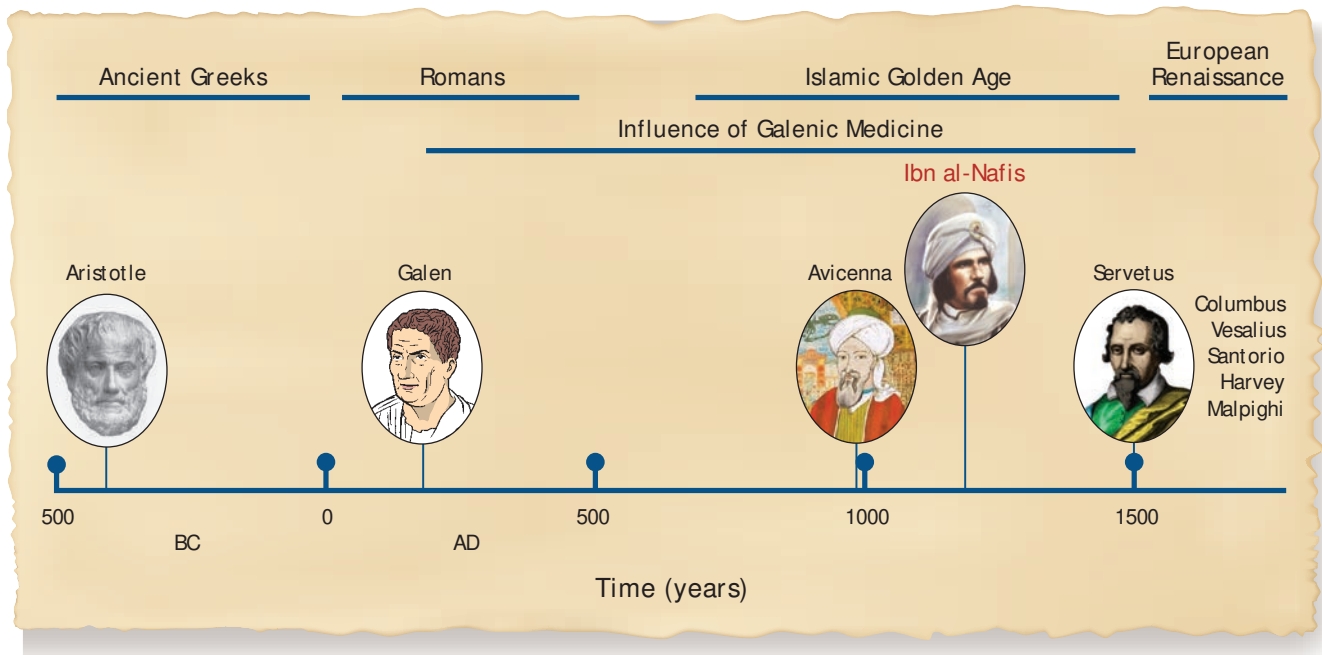 Ancient Greeks
Romans
Islamic Golden Age
European
Renaissance
Influence of Galenic Medicine
Ibn al-Nafis
Aristotle
Galen
Avicenna
Servetus
Columbus
Vesalius
Santorio
Harvey
Malpighi
500
0
500
1000
1500
BC
AD
Time (years)